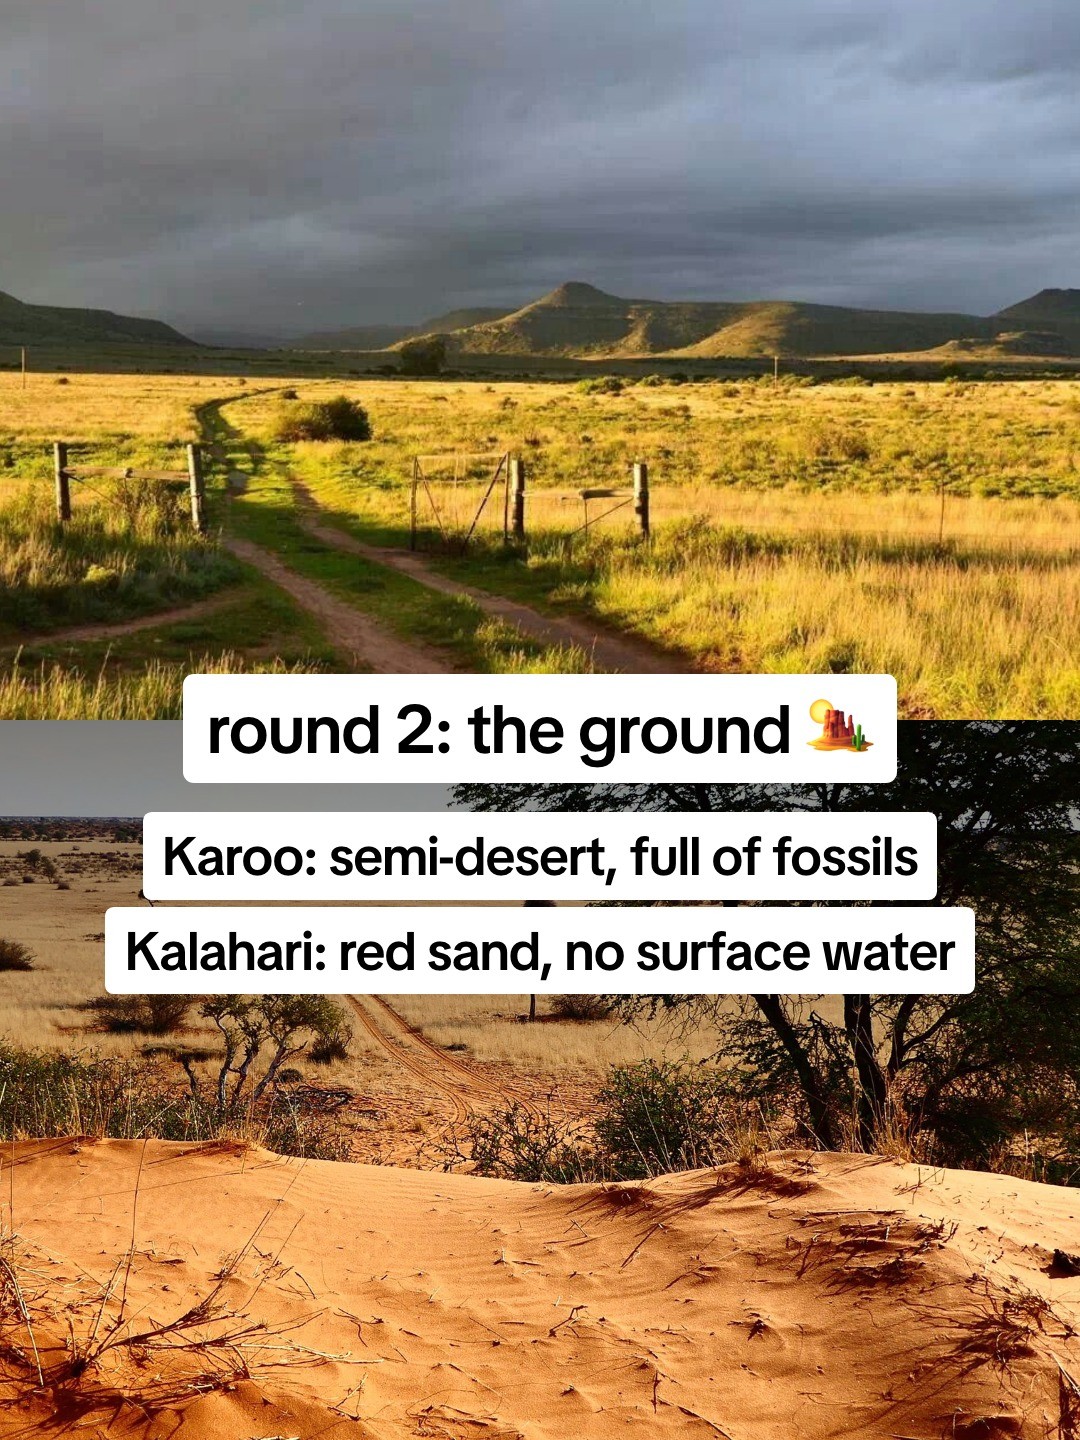 round 2: the ground 🏜️
Karoo: semi-desert, full of fossils
Kalahari: red sand, no surface water